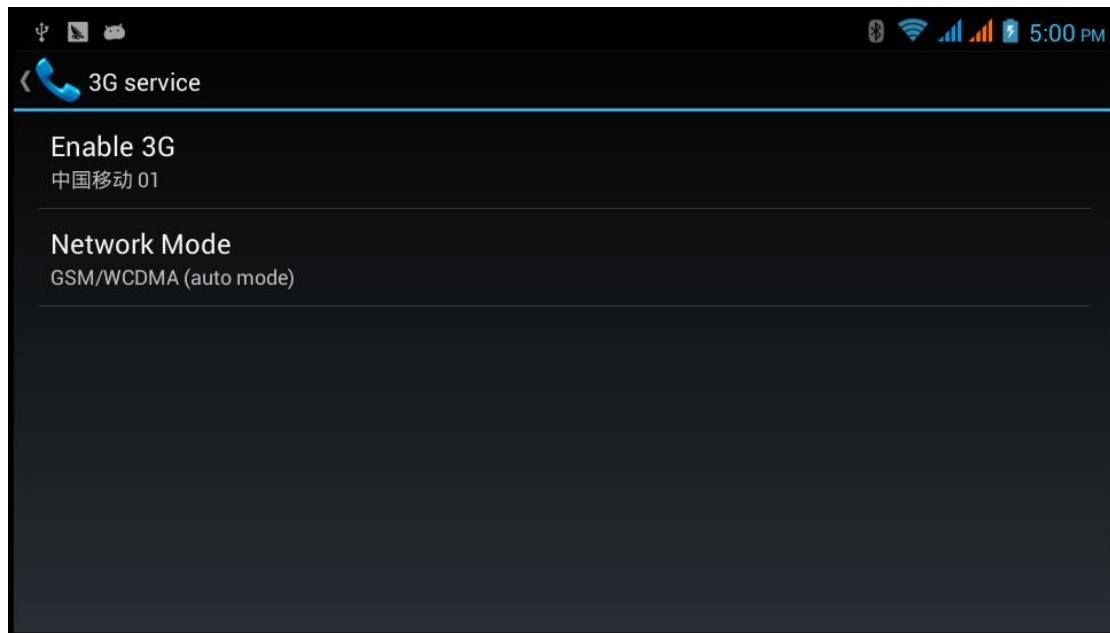 5:00 PM
3G service
Enable 3G
中国移动 01
Network Mode
GSM/WCDMA (auto mode)